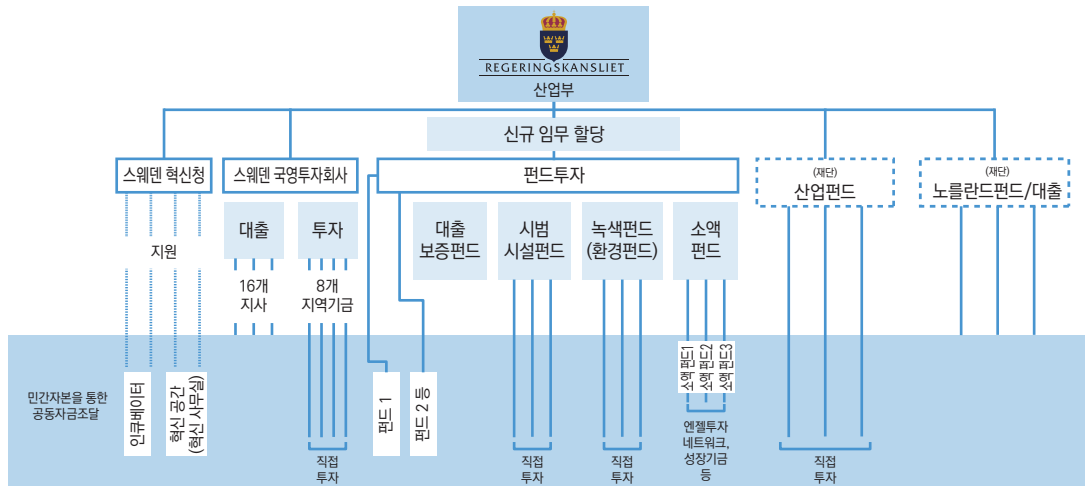 REGERINGSKANSLIET
산업부
신규 임무 할당
스웨덴 혁신청
스웨덴 국영투자회사
펀드투자
(재단)
산업펀드
(재단)
노를란드펀드/대출
지원
대출
투자
대출
보증펀드
시범
시설펀드
녹색펀드
(환경펀드)
소액
펀드
16개
지사
8개
지역기금
민간자본을 통한
공동자금조달
인큐베이터
혁신 공간
(혁신 사무실)
펀드 1
펀드 2 등
소액 펀드1
소액 펀드2
소액 펀드3
엔젤투자
네트워크,
성장기금
등
직접
투자
직접
투자
직접
투자
직접
투자